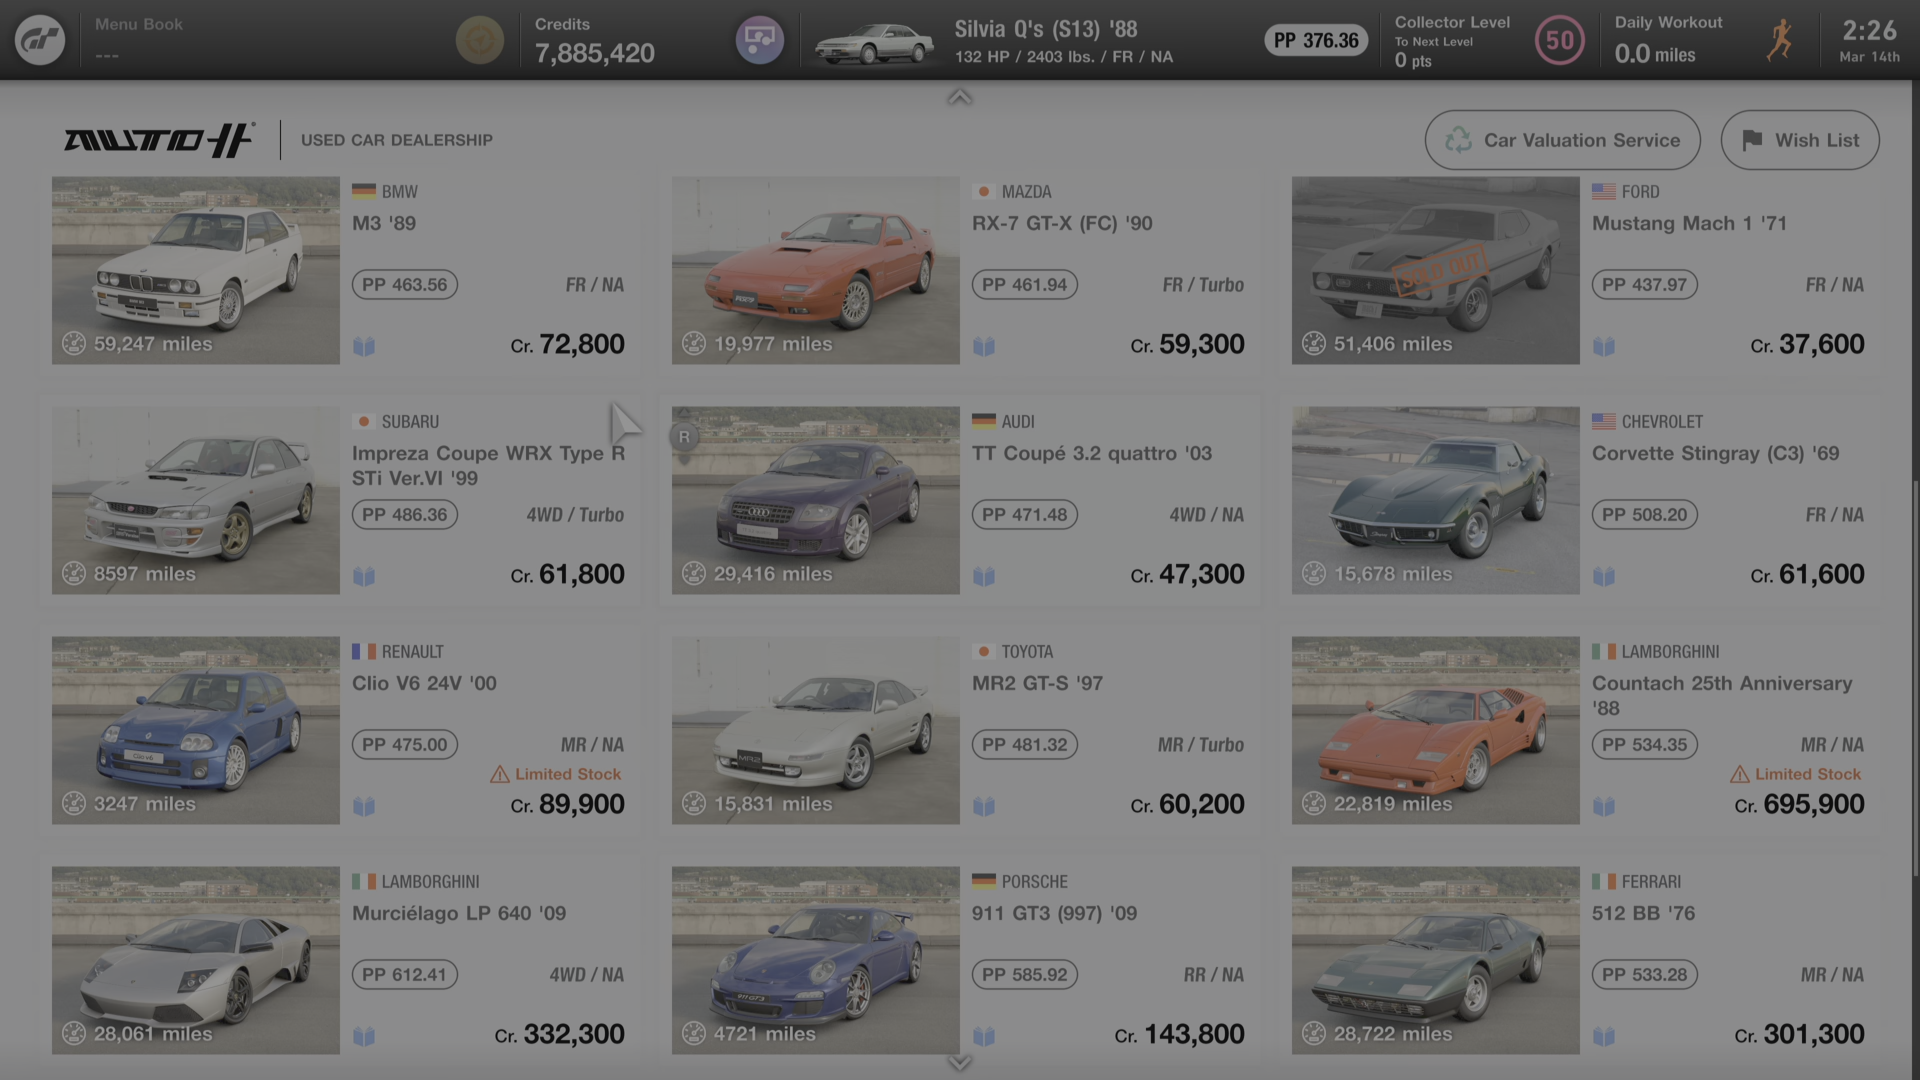 Menu Book
---
Credits
7,885,420
Silvia Q's (S13) '88
132 HP / 2403 lbs. / FR / NA
PP 376.36
Collector Level
To Next Level
0 pts
50
Daily Workout
0.0 miles
2:26
Mar 14th
AUTO
USED CAR DEALERSHIP
Car Valuation Service
Wish List
BMW
M3 '89
PP 463.56
FR / NA
59,247 miles
Cr. 72,800
MAZDA
RX-7 GT-X (FC) '90
PP 461.94
FR / Turbo
19,977 miles
Cr. 59,300
FORD
Mustang Mach 1 '71
SOLD OUT
PP 437.97
FR / NA
51,406 miles
Cr. 37,600
SUBARU
Impreza Coupe WRX Type R
STi Ver.VI '99
PP 486.36
4WD / Turbo
8597 miles
Cr. 61,800
R
AUDI
TT Coupé 3.2 quattro '03
PP 471.48
4WD / NA
29,416 miles
Cr. 47,300
CHEVROLET
Corvette Stingray (C3) '69
PP 508.20
FR / NA
15,678 miles
Cr. 61,600
RENAULT
Clio V6 24V '00
PP 475.00
MR / NA
Limited Stock
3247 miles
Cr. 89,900
TOYOTA
MR2 GT-S '97
PP 481.32
MR / Turbo
MR2
15,831 miles
Cr. 60,200
LAMBORGHINI
Countach 25th Anniversary
'88
PP 534.35
MR / NA
Limited Stock
22,819 miles
Cr. 695,900
LAMBORGHINI
Murciélago LP 640 '09
PP 612.41
4WD / NA
28,061 miles
Cr. 332,300
PORSCHE
911 GT3 (997) '09
PP 585.92
RR / NA
911 GT3
4721 miles
Cr. 143,800
FERRARI
512 BB '76
PP 533.28
MR / NA
28,722 miles
Cr. 301,300